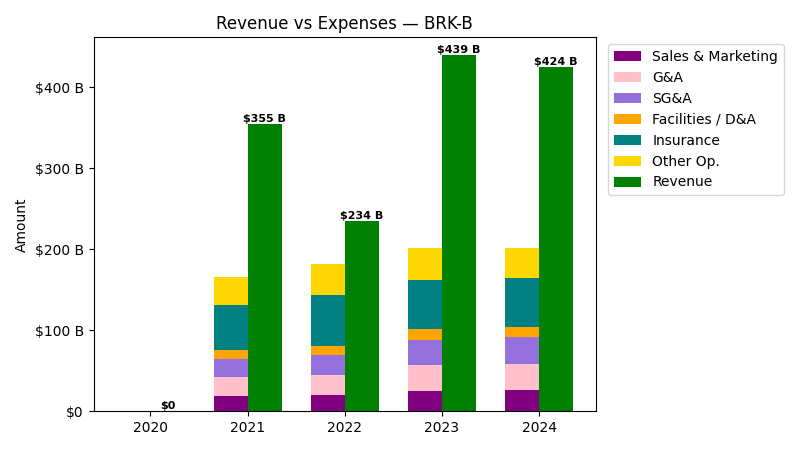 Revenue vs Expenses — BRK-B
Amount
$400 B
$300 B
$200 B
$100 B
$0
$0
$355 B
$234 B
$439 B
$424 B
2020
2021
2022
2023
2024
Sales & Marketing
G&A
SG&A
Facilities / D&A
Insurance
Other Op.
Revenue